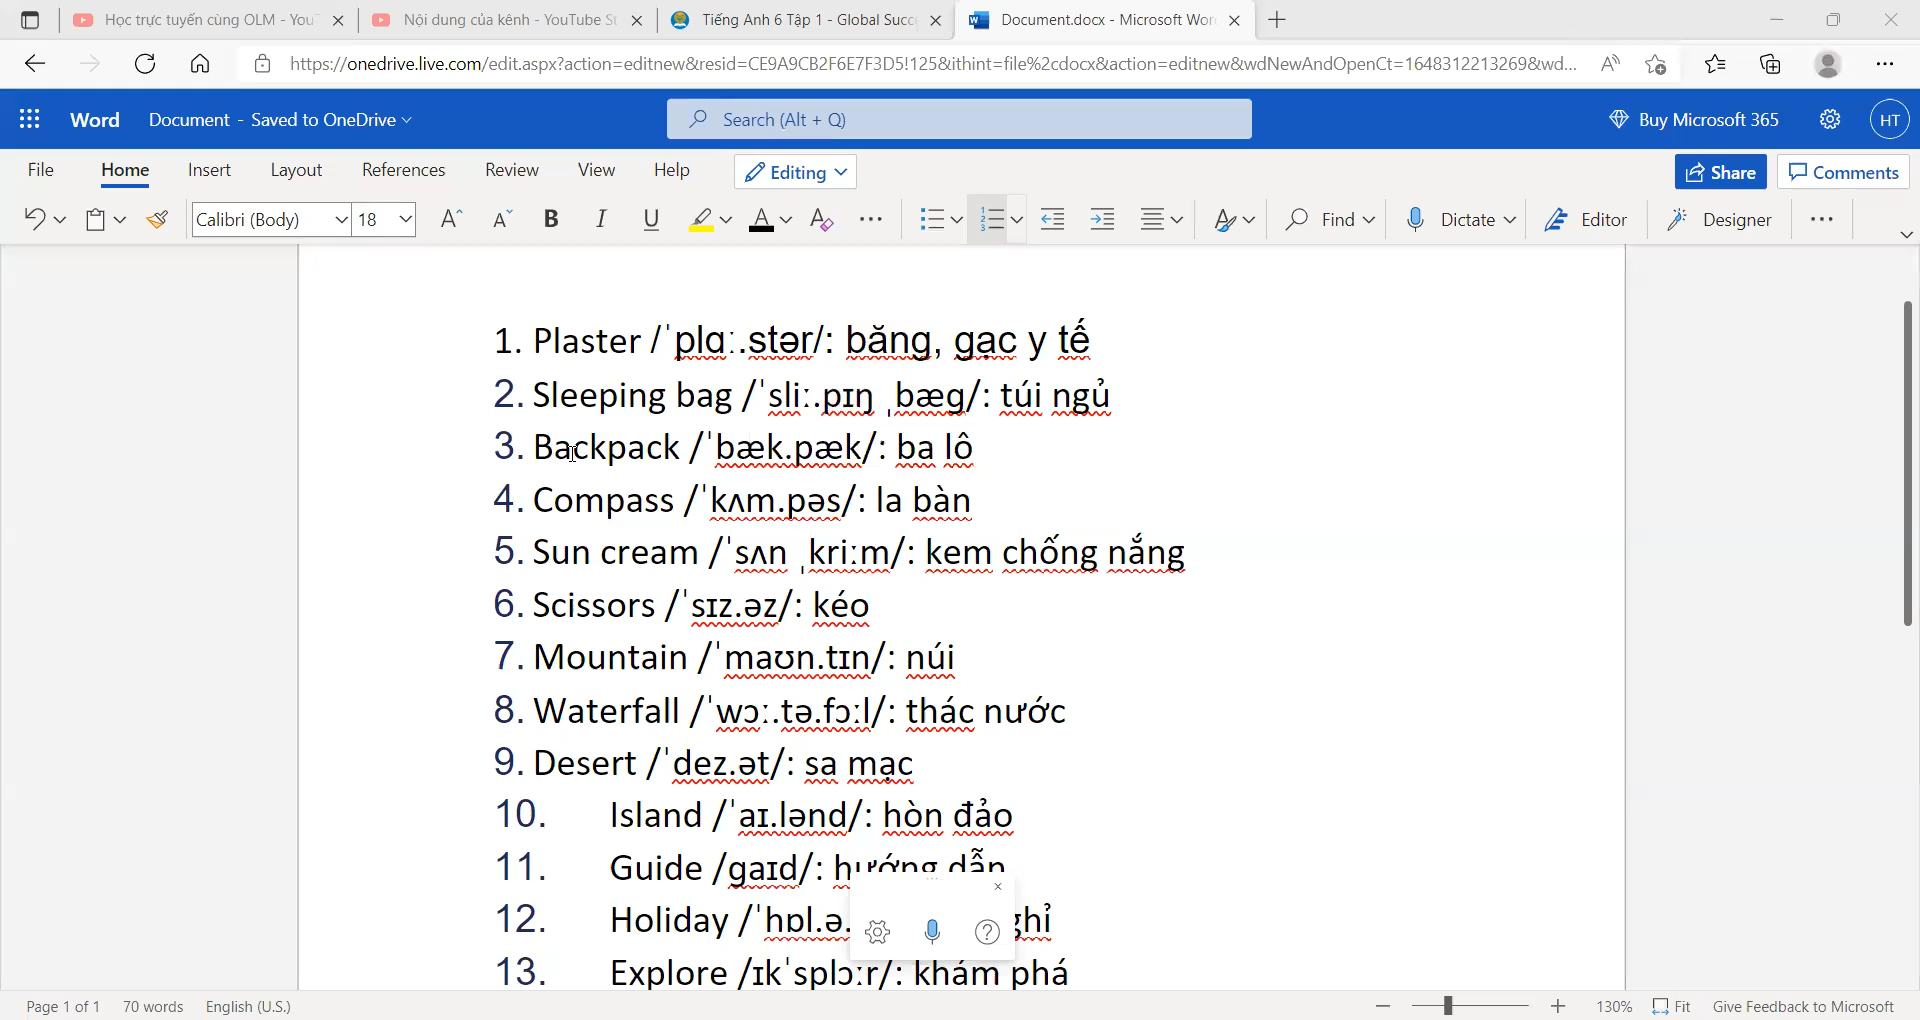 Học trực tuyến cùng OLM - You
Nội dung của kênh - YouTube St
Tiếng Anh 6 Tập 1 - Global Succe
Document.docx - Microsoft Wor
https://onedrive.live.com/edit.aspx?action=editnew&resid=CE9A9CB2F6E7F3D5!125&ithint=file%2cdocx&action=editnew&wdNewAndOpenCt=1648312213269&wd...
Word Document - Saved to OneDrive
Search (Alt + Q)
Buy Microsoft 365
HT
File Home Insert Layout References Review View Help Editing Share Comments
Calibri (Body) 18 Find Dictate Editor Designer
1. Plaster /ˈplɑː.stər/: băng, gạc y tế
2. Sleeping bag /ˈsliː.pɪŋ ˌbæg/: túi ngủ
3. Backpack /ˈbæk.pæk/: ba lô
4. Compass /ˈkʌm.pəs/: la bàn
5. Sun cream /ˈsʌn ˌkriːm/: kem chống nắng
6. Scissors /ˈsɪz.əz/: kéo
7. Mountain /ˈmaʊn.tɪn/: núi
8. Waterfall /ˈwɔː.tə.fɔːl/: thác nước
9. Desert /ˈdez.ət/: sa mạc
10. Island /ˈaɪ.lənd/: hòn đảo
11. Guide /gaɪd/: hướng dẫn
12. Holiday /ˈhɒl.ə.
13. Explore /ɪkˈsplɔːr/: khám phá
Page 1 of 1 70 words English (U.S.)
130% Fit Give Feedback to Microsoft